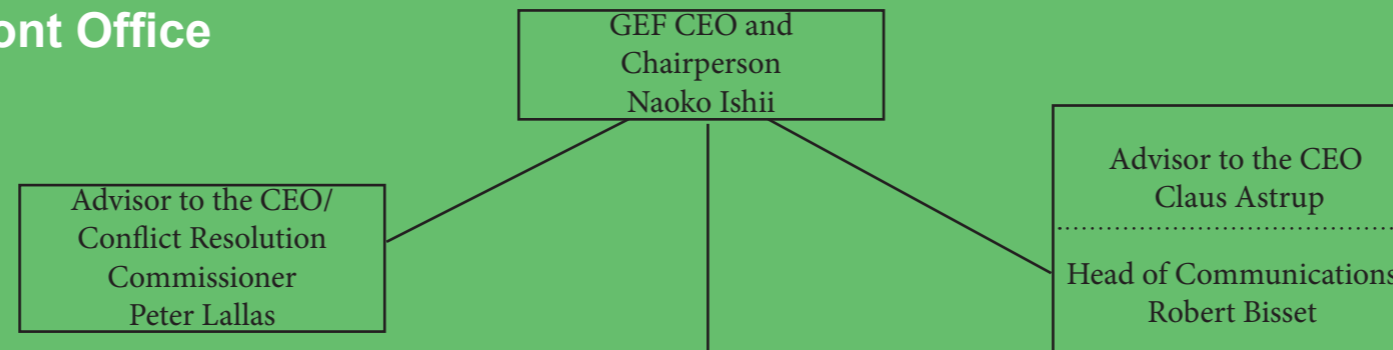 ont Office
GEF CEO and
Chairperson
Naoko Ishii
Advisor to the CEO/
Conflict Resolution
Commissioner
Peter Lallas
Advisor to the CEO
Claus Astrup
Head of Communications
Robert Bisset